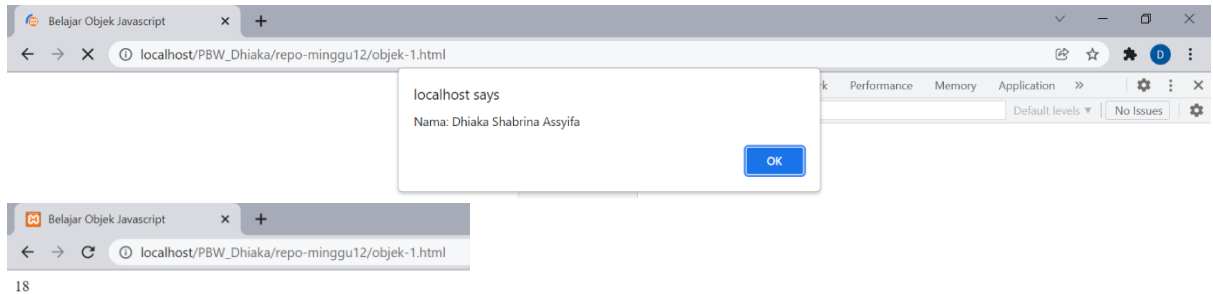 Belajar Objek Javascript
localhost/PBW_Dhiaka/repo-minggu12/objek-1.html D
localhost says
Nama: Dhiaka Shabrina Assyifa
OK
rk Performance Memory Application
Default levels No Issues
Belajar Objek Javascript
localhost/PBW_Dhiaka/repo-minggu12/objek-1.html
18